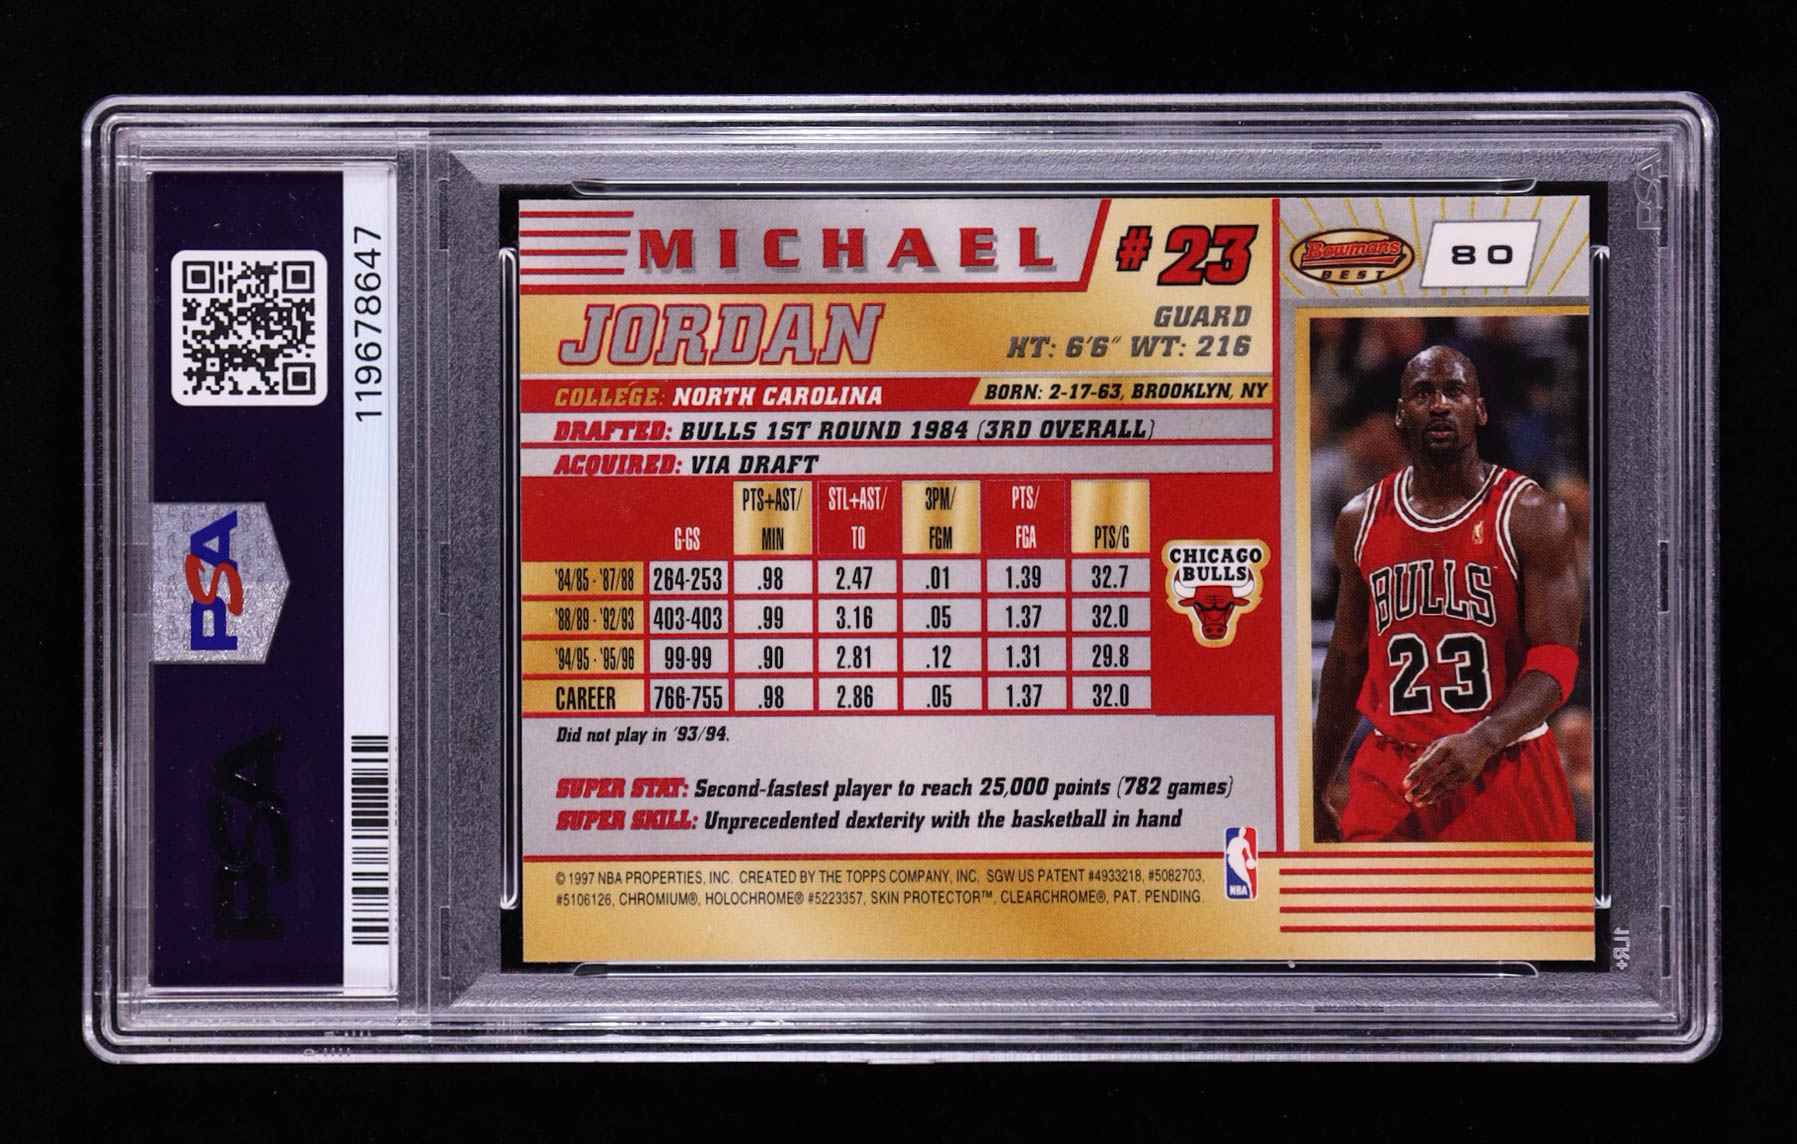 119678647
PSA
PSA
PSA
1LR+
MICHAEL
#23
JORDAN
GUARD
HT: 6'6" WT: 216
COLLEGE: NORTH CAROLINA
BORN: 2-17-63, BROOKLYN, NY
DRAFTED: BULLS 1ST ROUND 1984 (3RD OVERALL)
ACQUIRED: VIA DRAFT
G-GS PTS+AST/MIN STL+AST/TO 3PM/FGM PTS/FGA PTS/G
'84/85 - '87/88 264-253 .98 2.47 .01 1.39 32.7
'88/89 - '92/93 403-403 .99 3.16 .05 1.37 32.0
'94/95 - '95/96 99-99 .90 2.81 .12 1.31 29.8
CAREER 766-755 .98 2.86 .05 1.37 32.0
CHICAGO
BULLS
Did not play in '93/94.
SUPER STAT: Second-fastest player to reach 25,000 points (782 games)
SUPER SKILL: Unprecedented dexterity with the basketball in hand
NBA
© 1997 NBA PROPERTIES, INC. CREATED BY THE TOPPS COMPANY, INC. SGW US PATENT #4933218, #5082703,
#5106126, CHROMIUM®, HOLOCHROME® #5223357, SKIN PROTECTOR™, CLEARCHROME®, PAT. PENDING.
Bowmans
BEST
80
BULLS
23